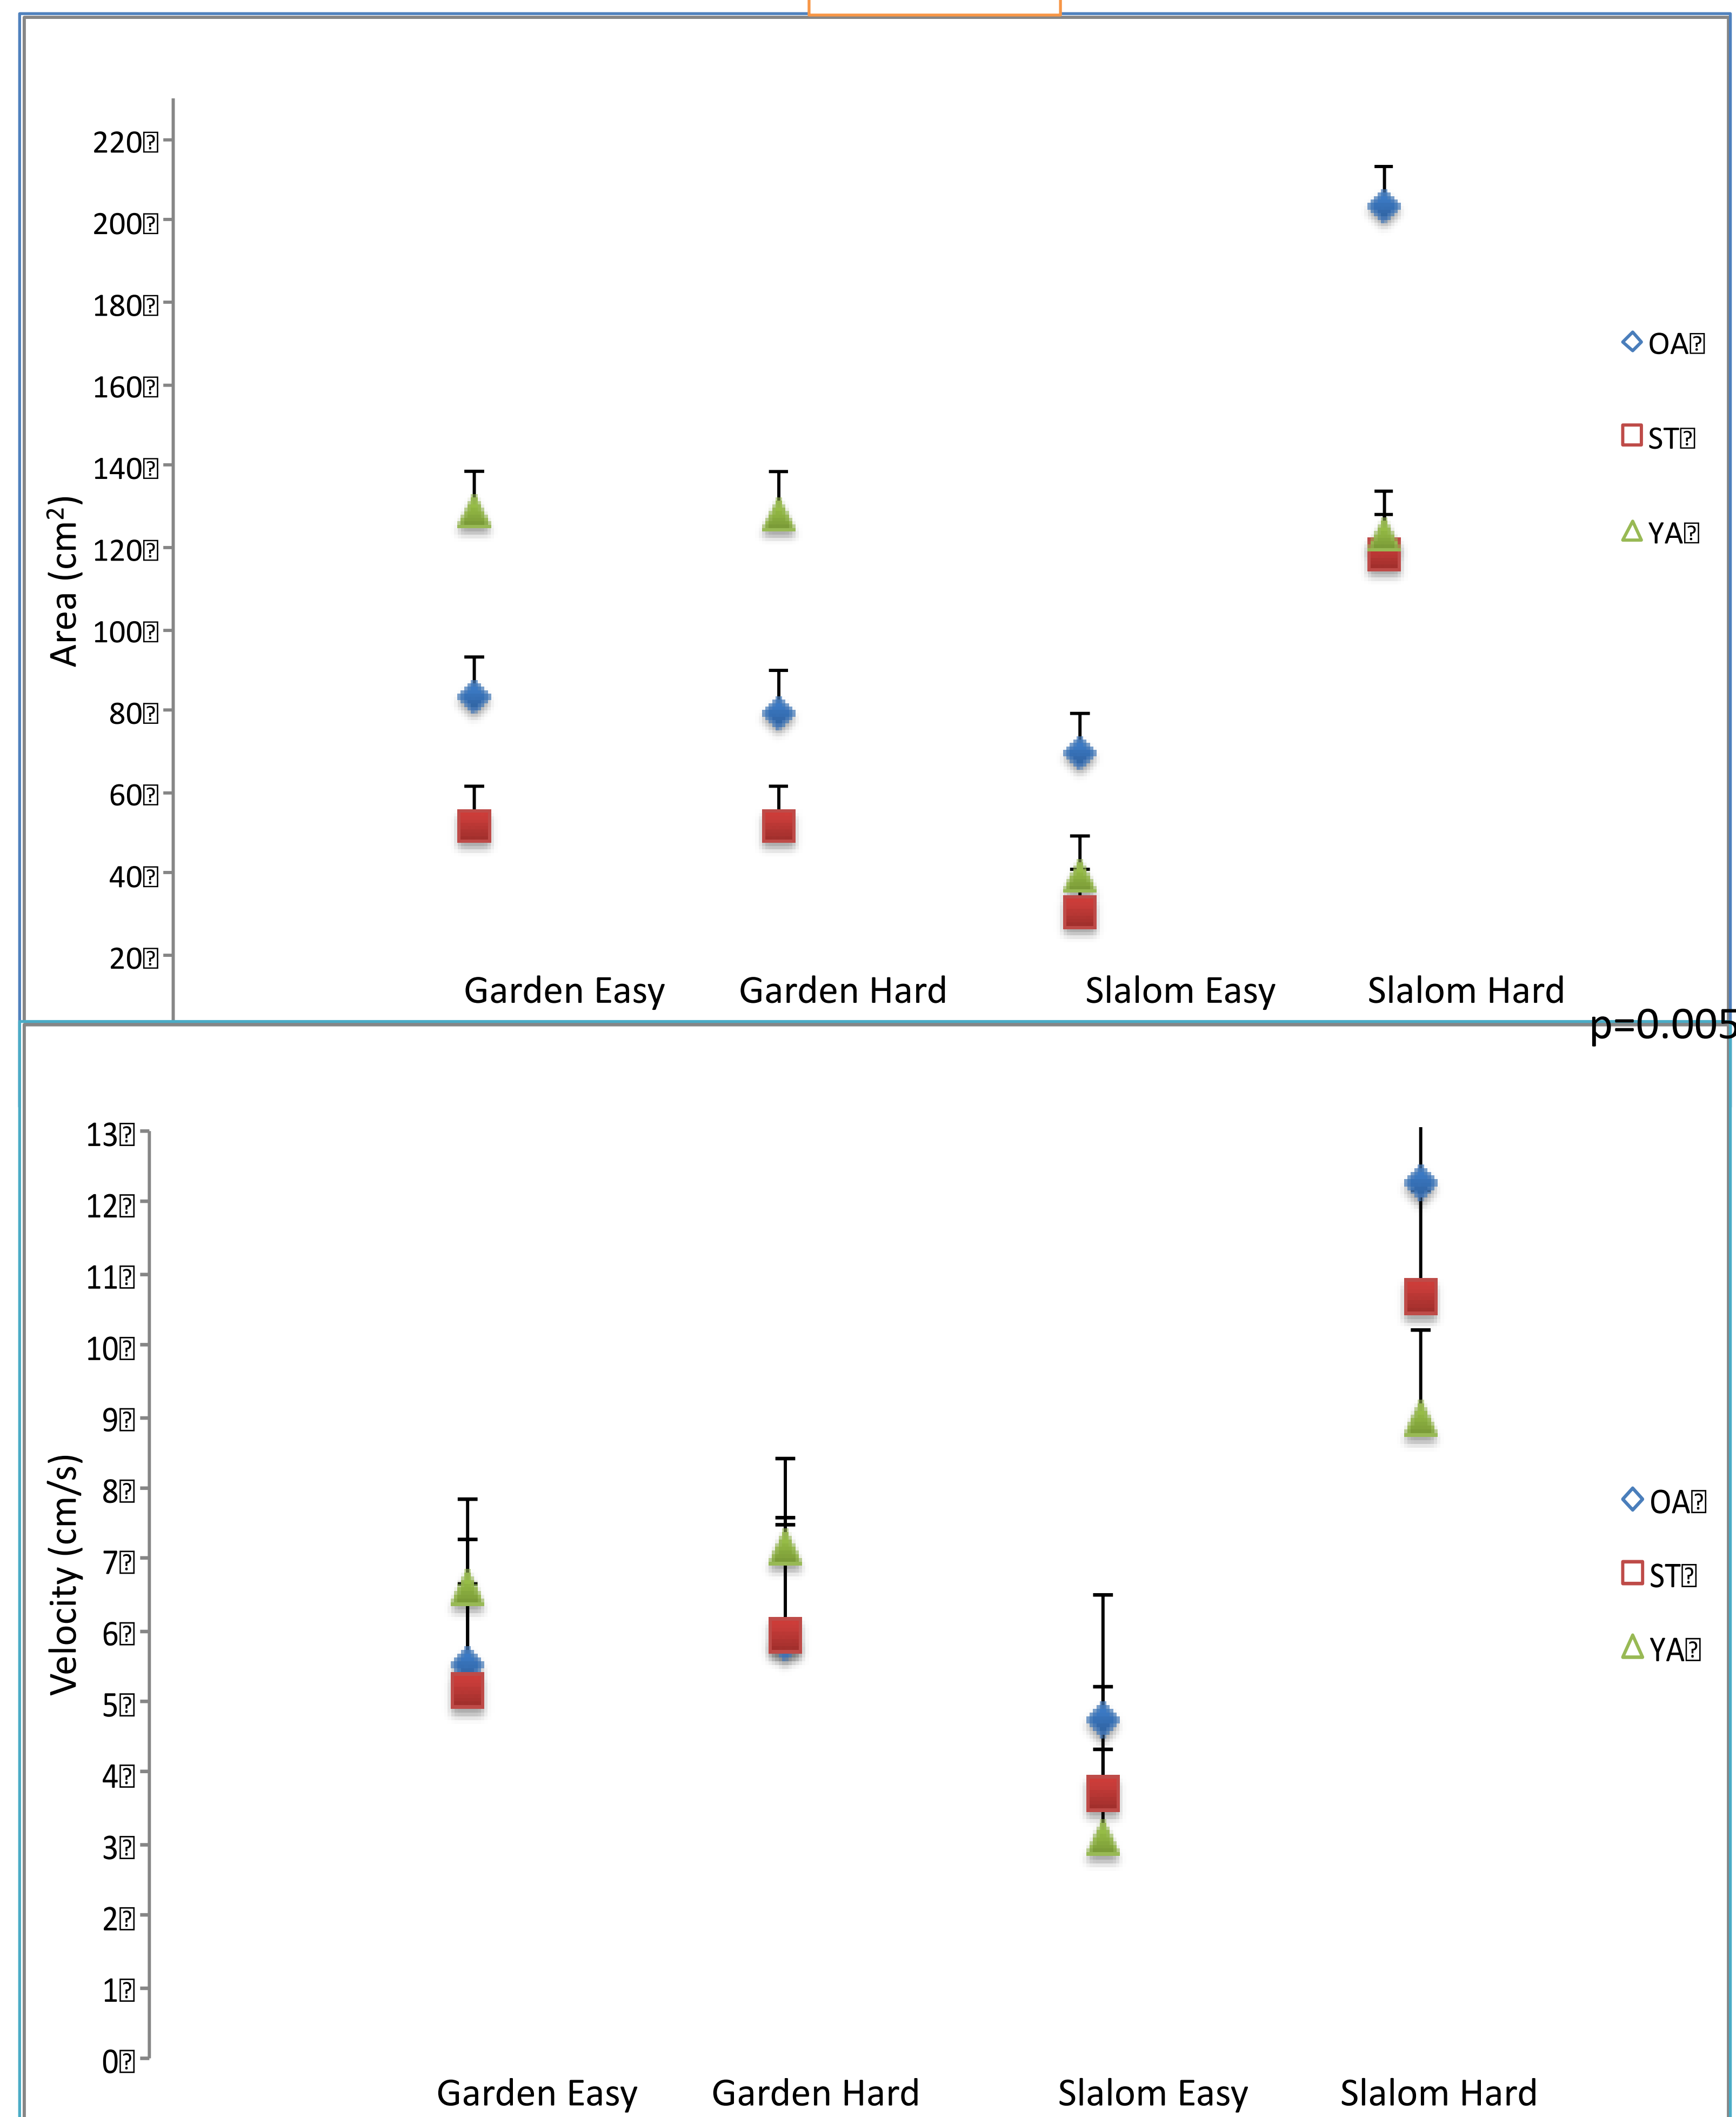 220
200
180
160
140
120
100
80
60
40
20
Area (cm²)
OA
ST
YA
Garden Easy Garden Hard Slalom Easy Slalom Hard
p=0.005
13
12
11
10
9
8
7
6
5
4
3
2
1
0
Velocity (cm/s)
OA
ST
YA
Garden Easy Garden Hard Slalom Easy Slalom Hard